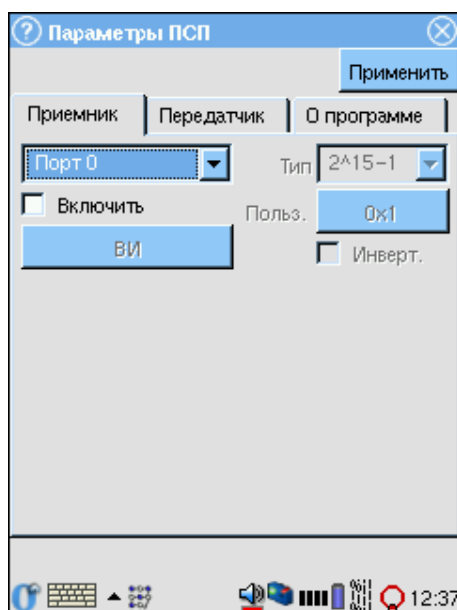 ? Параметры ПСП
Применить
Приемник Передатчик О программе
Порт 0 Тип 2^15-1
Включить Польз. 0x1
ВИ Инверт.
12:37